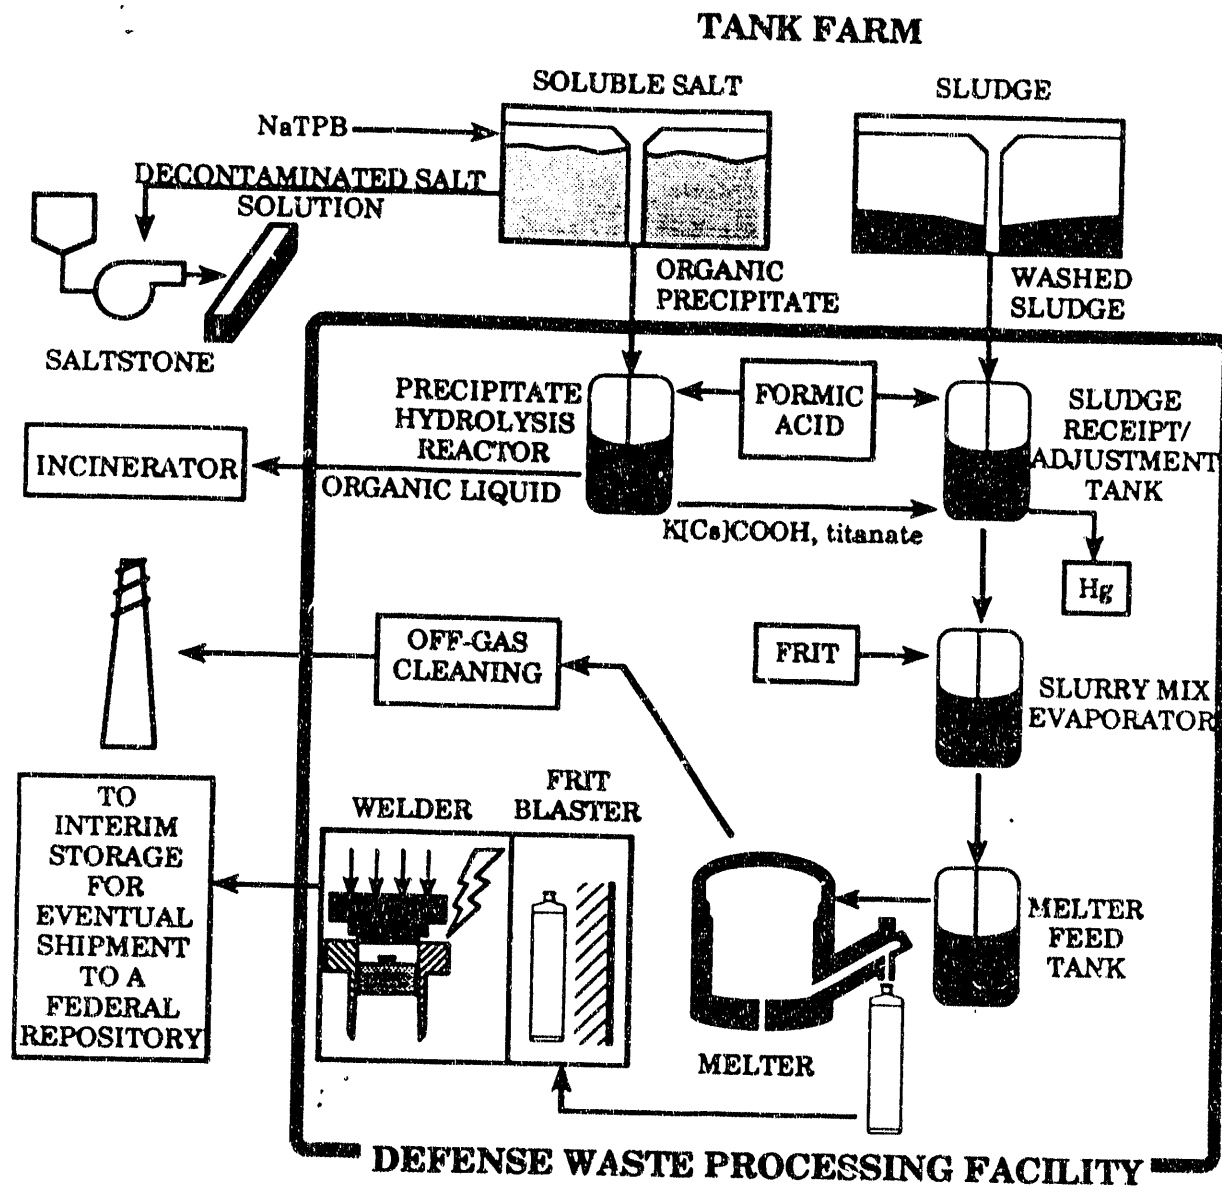 TANK FARM
SOLUBLE SALT
SLUDGE
NaTPB
DECONTAMINATED SALT
SOLUTION
ORGANIC
PRECIPITATE
WASHED
SLUDGE
SALTSTONE
PRECIPITATE
HYDROLYSIS
REACTOR
FORMIC
ACID
SLUDGE
RECEIPT/
ADJUSTMENT
TANK
INCINERATOR
ORGANIC LIQUID
K[Cs]COOH, titanate
Hg
OFF-GAS
CLEANING
FRIT
SLURRY MIX
EVAPORATOR
TO
INTERIM
STORAGE
FOR
EVENTUAL
SHIPMENT
TO A
FEDERAL
REPOSITORY
WELDER
FRIT
BLASTER
MELTER
FEED
TANK
MELTER
DEFENSE WASTE PROCESSING FACILITY